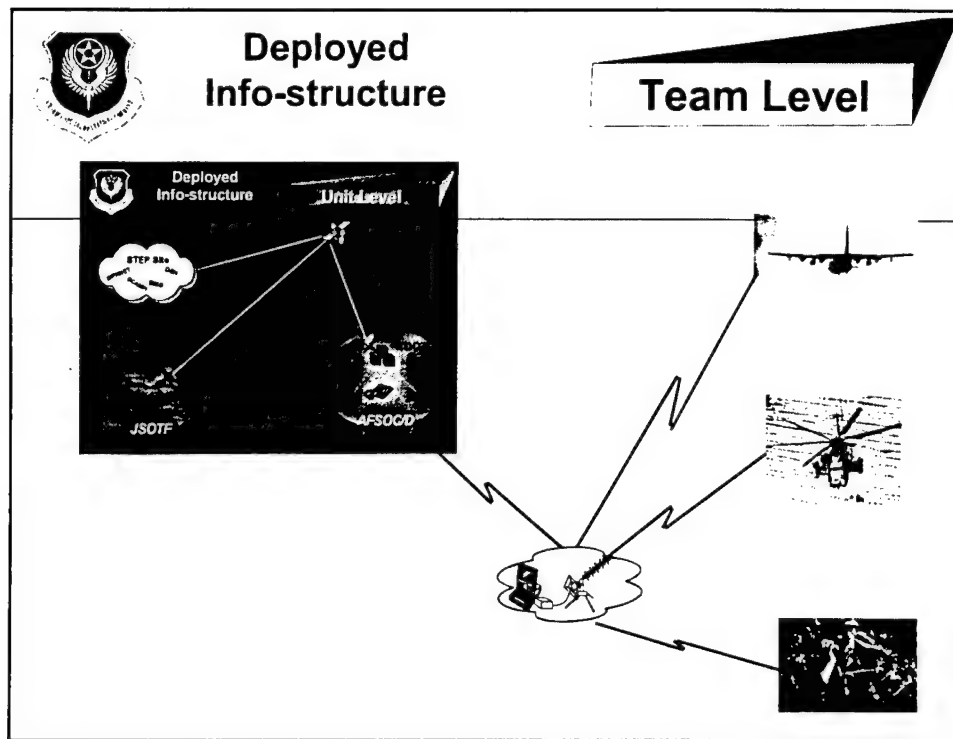 Deployed
Info-structure
Team Level
Deployed
Info-structure
Unit Level
STEP Site
JSOTF
AFSOC/D